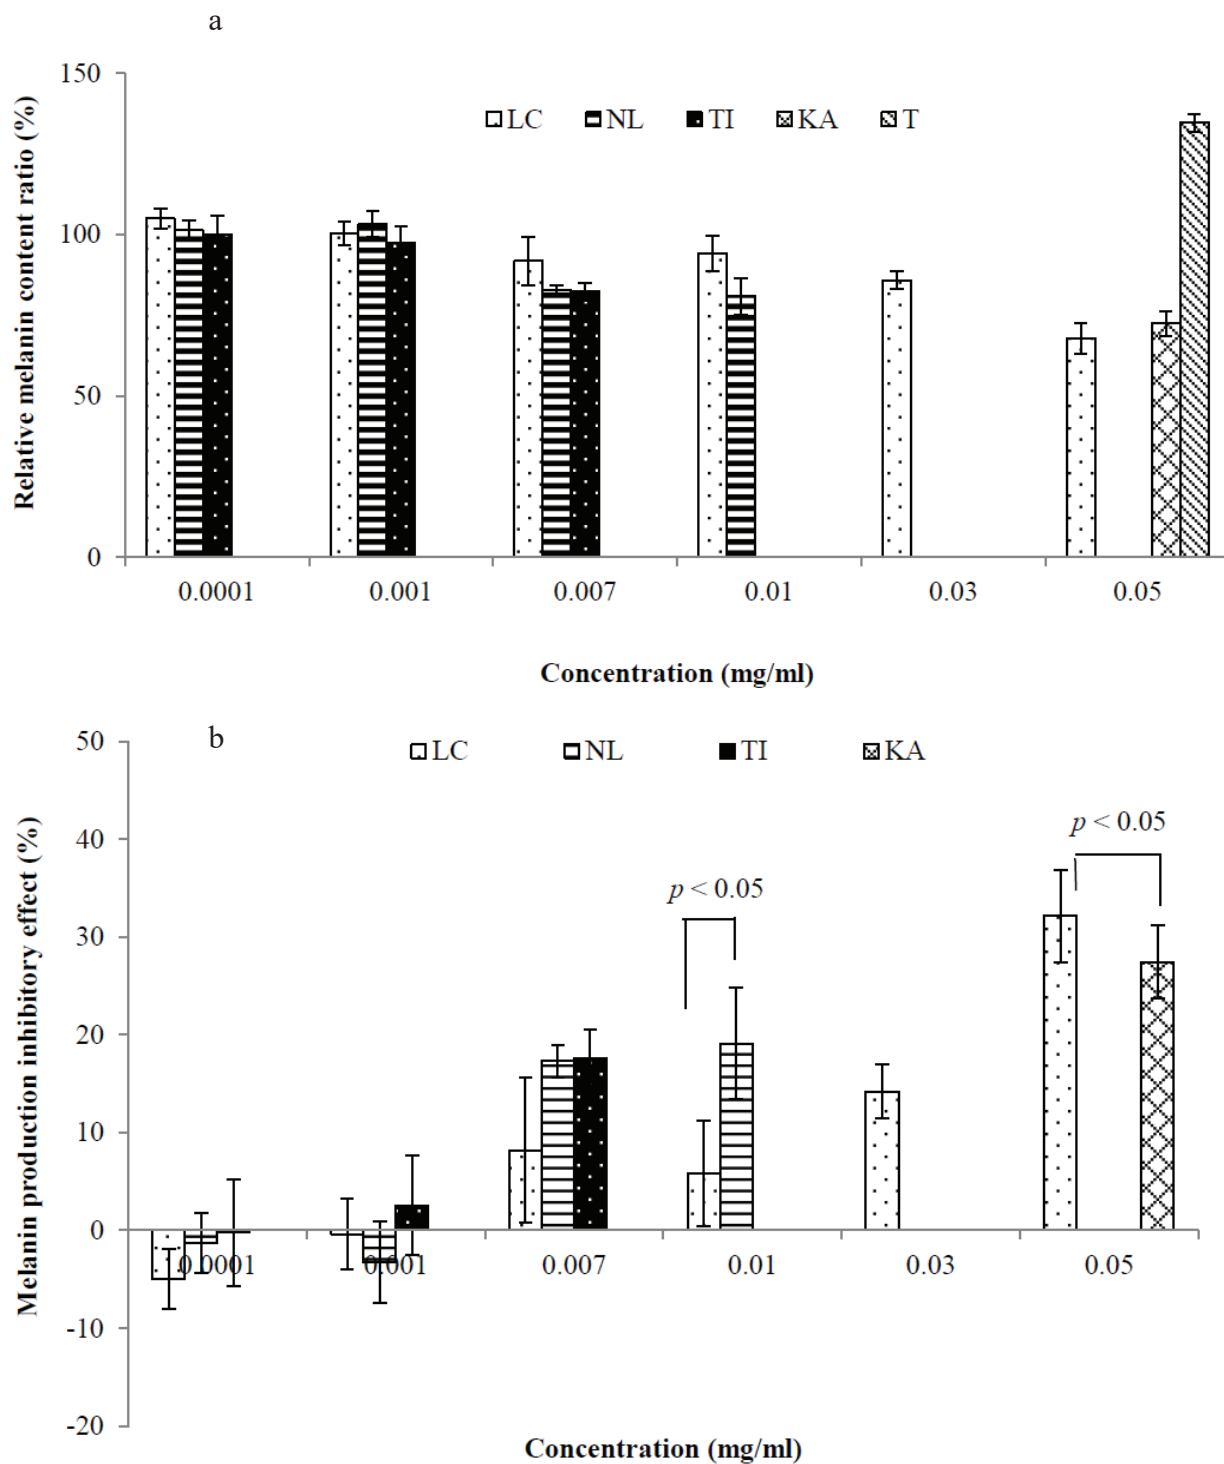 a
150
LC NL TI KA T
100
50
0
0.0001 0.001 0.007 0.01 0.03 0.05
Relative melanin content ratio (%)
Concentration (mg/ml)
b
50
LC NL TI KA
40
p < 0.05
p < 0.05
30
20
10
0
0.0001 0.001 0.007 0.01 0.03 0.05
-10
-20
Melanin production inhibitory effect (%)
Concentration (mg/ml)